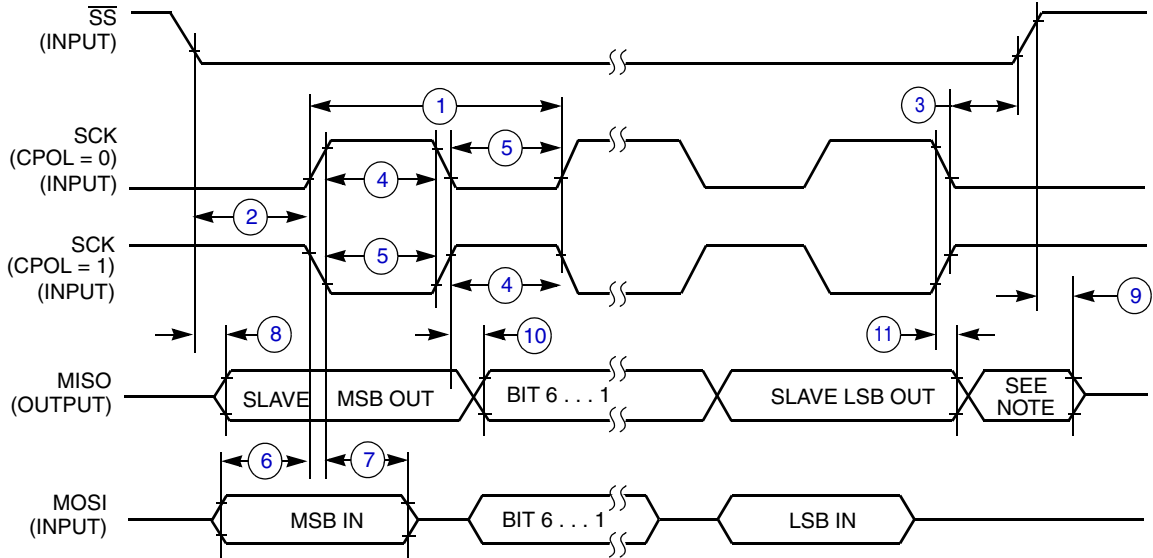 SS
(INPUT)
1
3
SCK
(CPOL = 0)
(INPUT)
5
4
2
SCK
(CPOL = 1)
(INPUT)
5
4
9
8
10
11
MISO
(OUTPUT)
SLAVE MSB OUT
BIT 6 . . . 1
SLAVE LSB OUT
SEE
NOTE
6
7
MOSI
(INPUT)
MSB IN
BIT 6 . . . 1
LSB IN